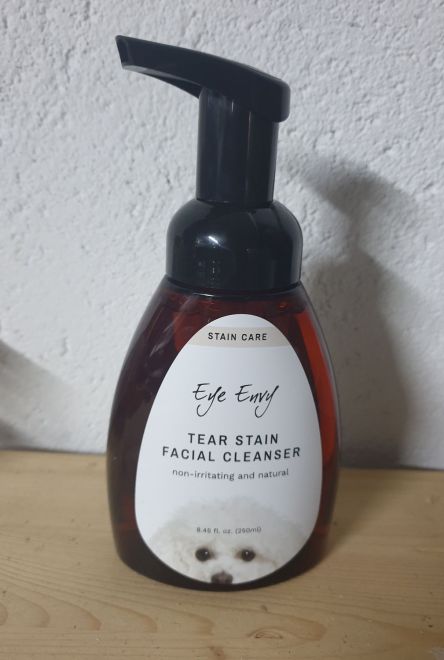 STAIN CARE
Eye Envy
TEAR STAIN
FACIAL CLEANSER
non-irritating and natural
8.45 fl. oz. (250ml)